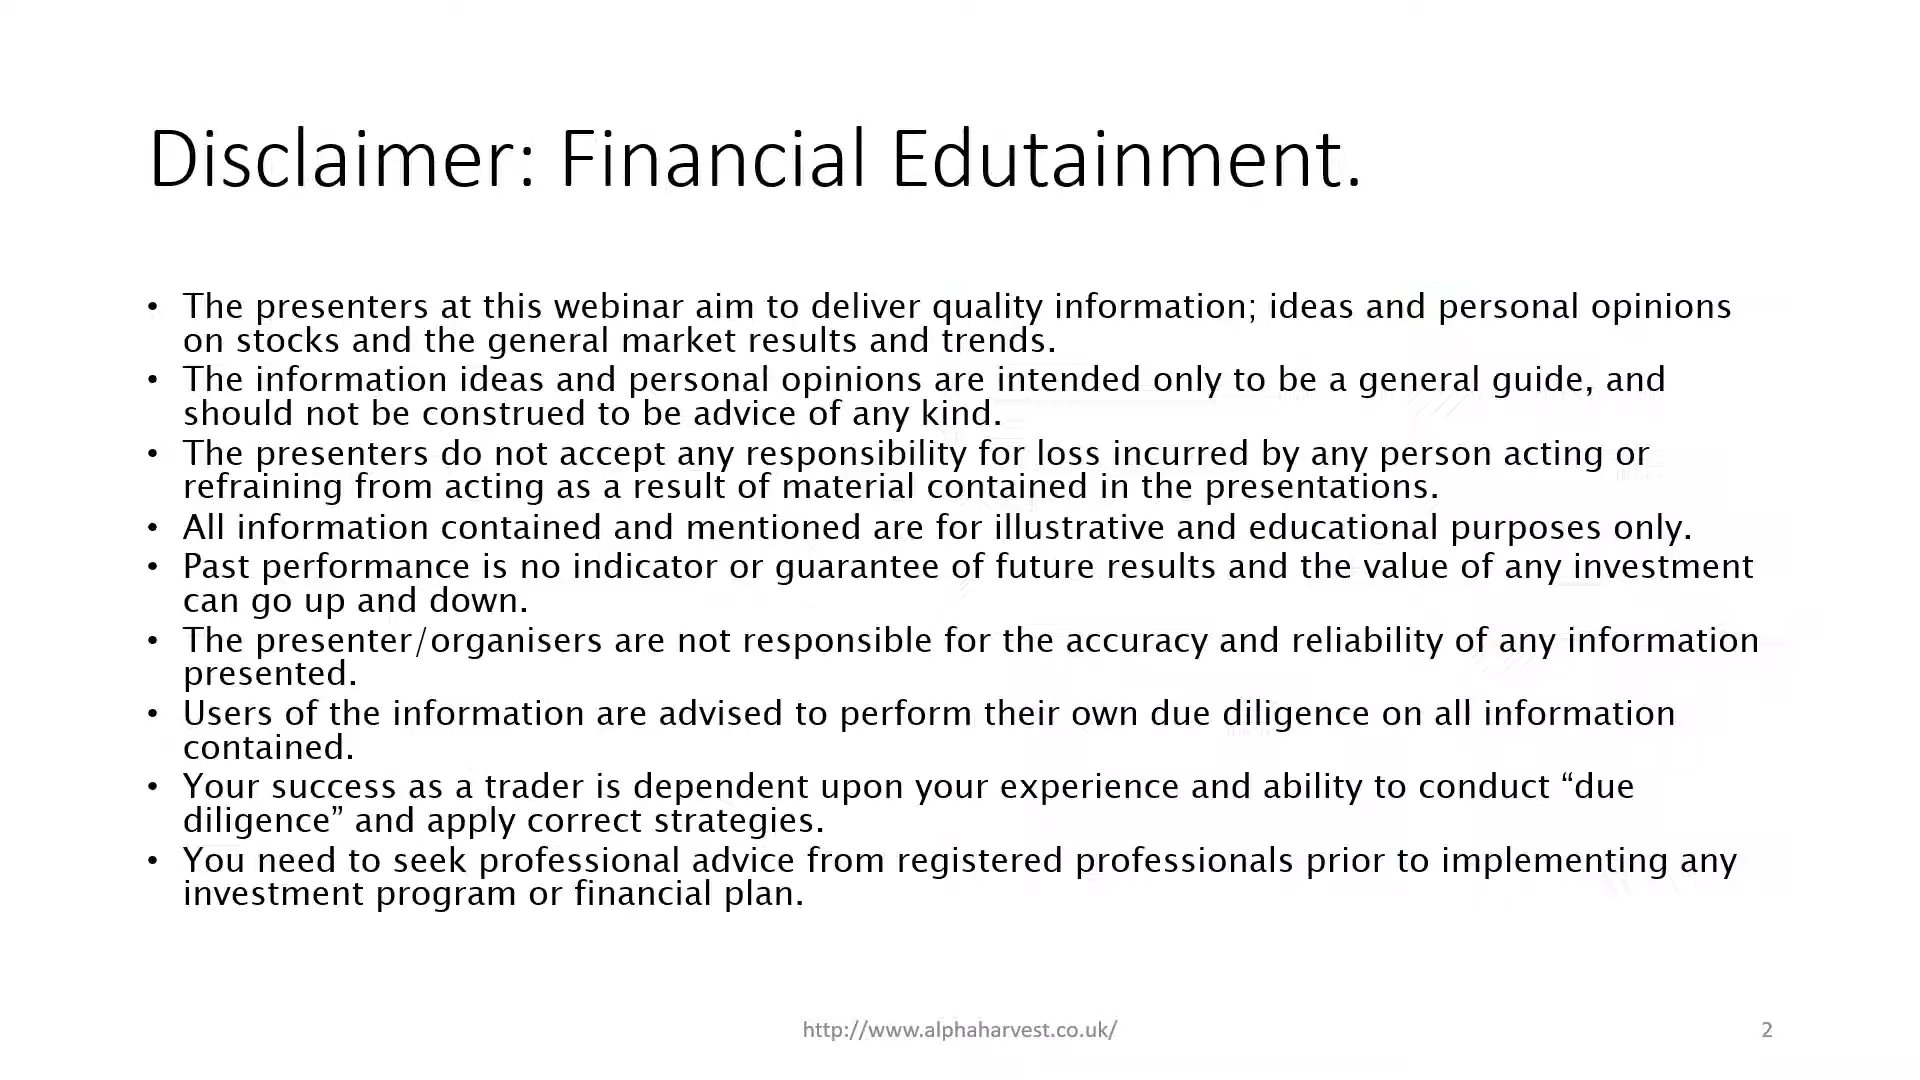 Disclaimer: Financial Edutainment.
• The presenters at this webinar aim to deliver quality information; ideas and personal opinions
on stocks and the general market results and trends.
• The information ideas and personal opinions are intended only to be a general guide, and
should not be construed to be advice of any kind.
• The presenters do not accept any responsibility for loss incurred by any person acting or
refraining from acting as a result of material contained in the presentations.
• All information contained and mentioned are for illustrative and educational purposes only.
• Past performance is no indicator or guarantee of future results and the value of any investment
can go up and down.
• The presenter/organisers are not responsible for the accuracy and reliability of any information
presented.
• Users of the information are advised to perform their own due diligence on all information
contained.
• Your success as a trader is dependent upon your experience and ability to conduct “due
diligence” and apply correct strategies.
• You need to seek professional advice from registered professionals prior to implementing any
investment program or financial plan.
http://www.alphaharvest.co.uk/
2